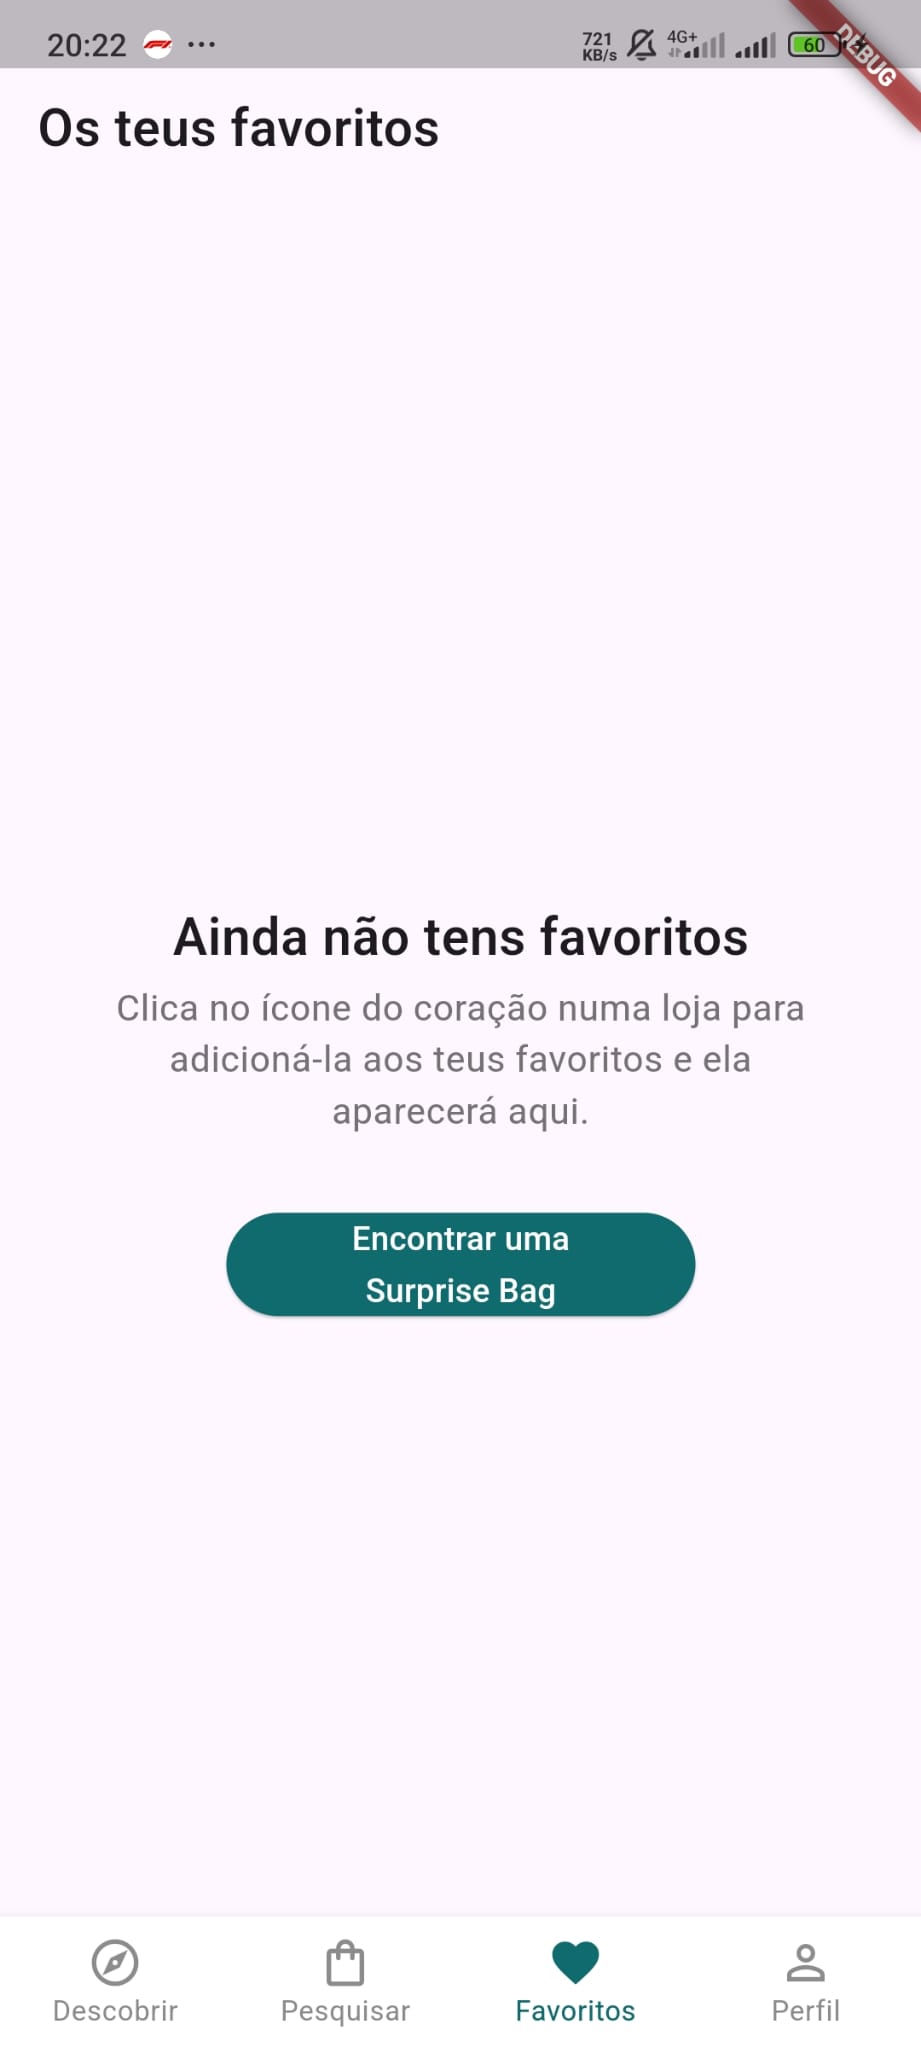 20:22 ... 721 KB/s 4G+ 60
DEBUG
Os teus favoritos
Ainda não tens favoritos
Clica no ícone do coração numa loja para
adicioná-la aos teus favoritos e ela
aparecerá aqui.
Encontrar uma
Surprise Bag
Descobrir Pesquisar Favoritos Perfil